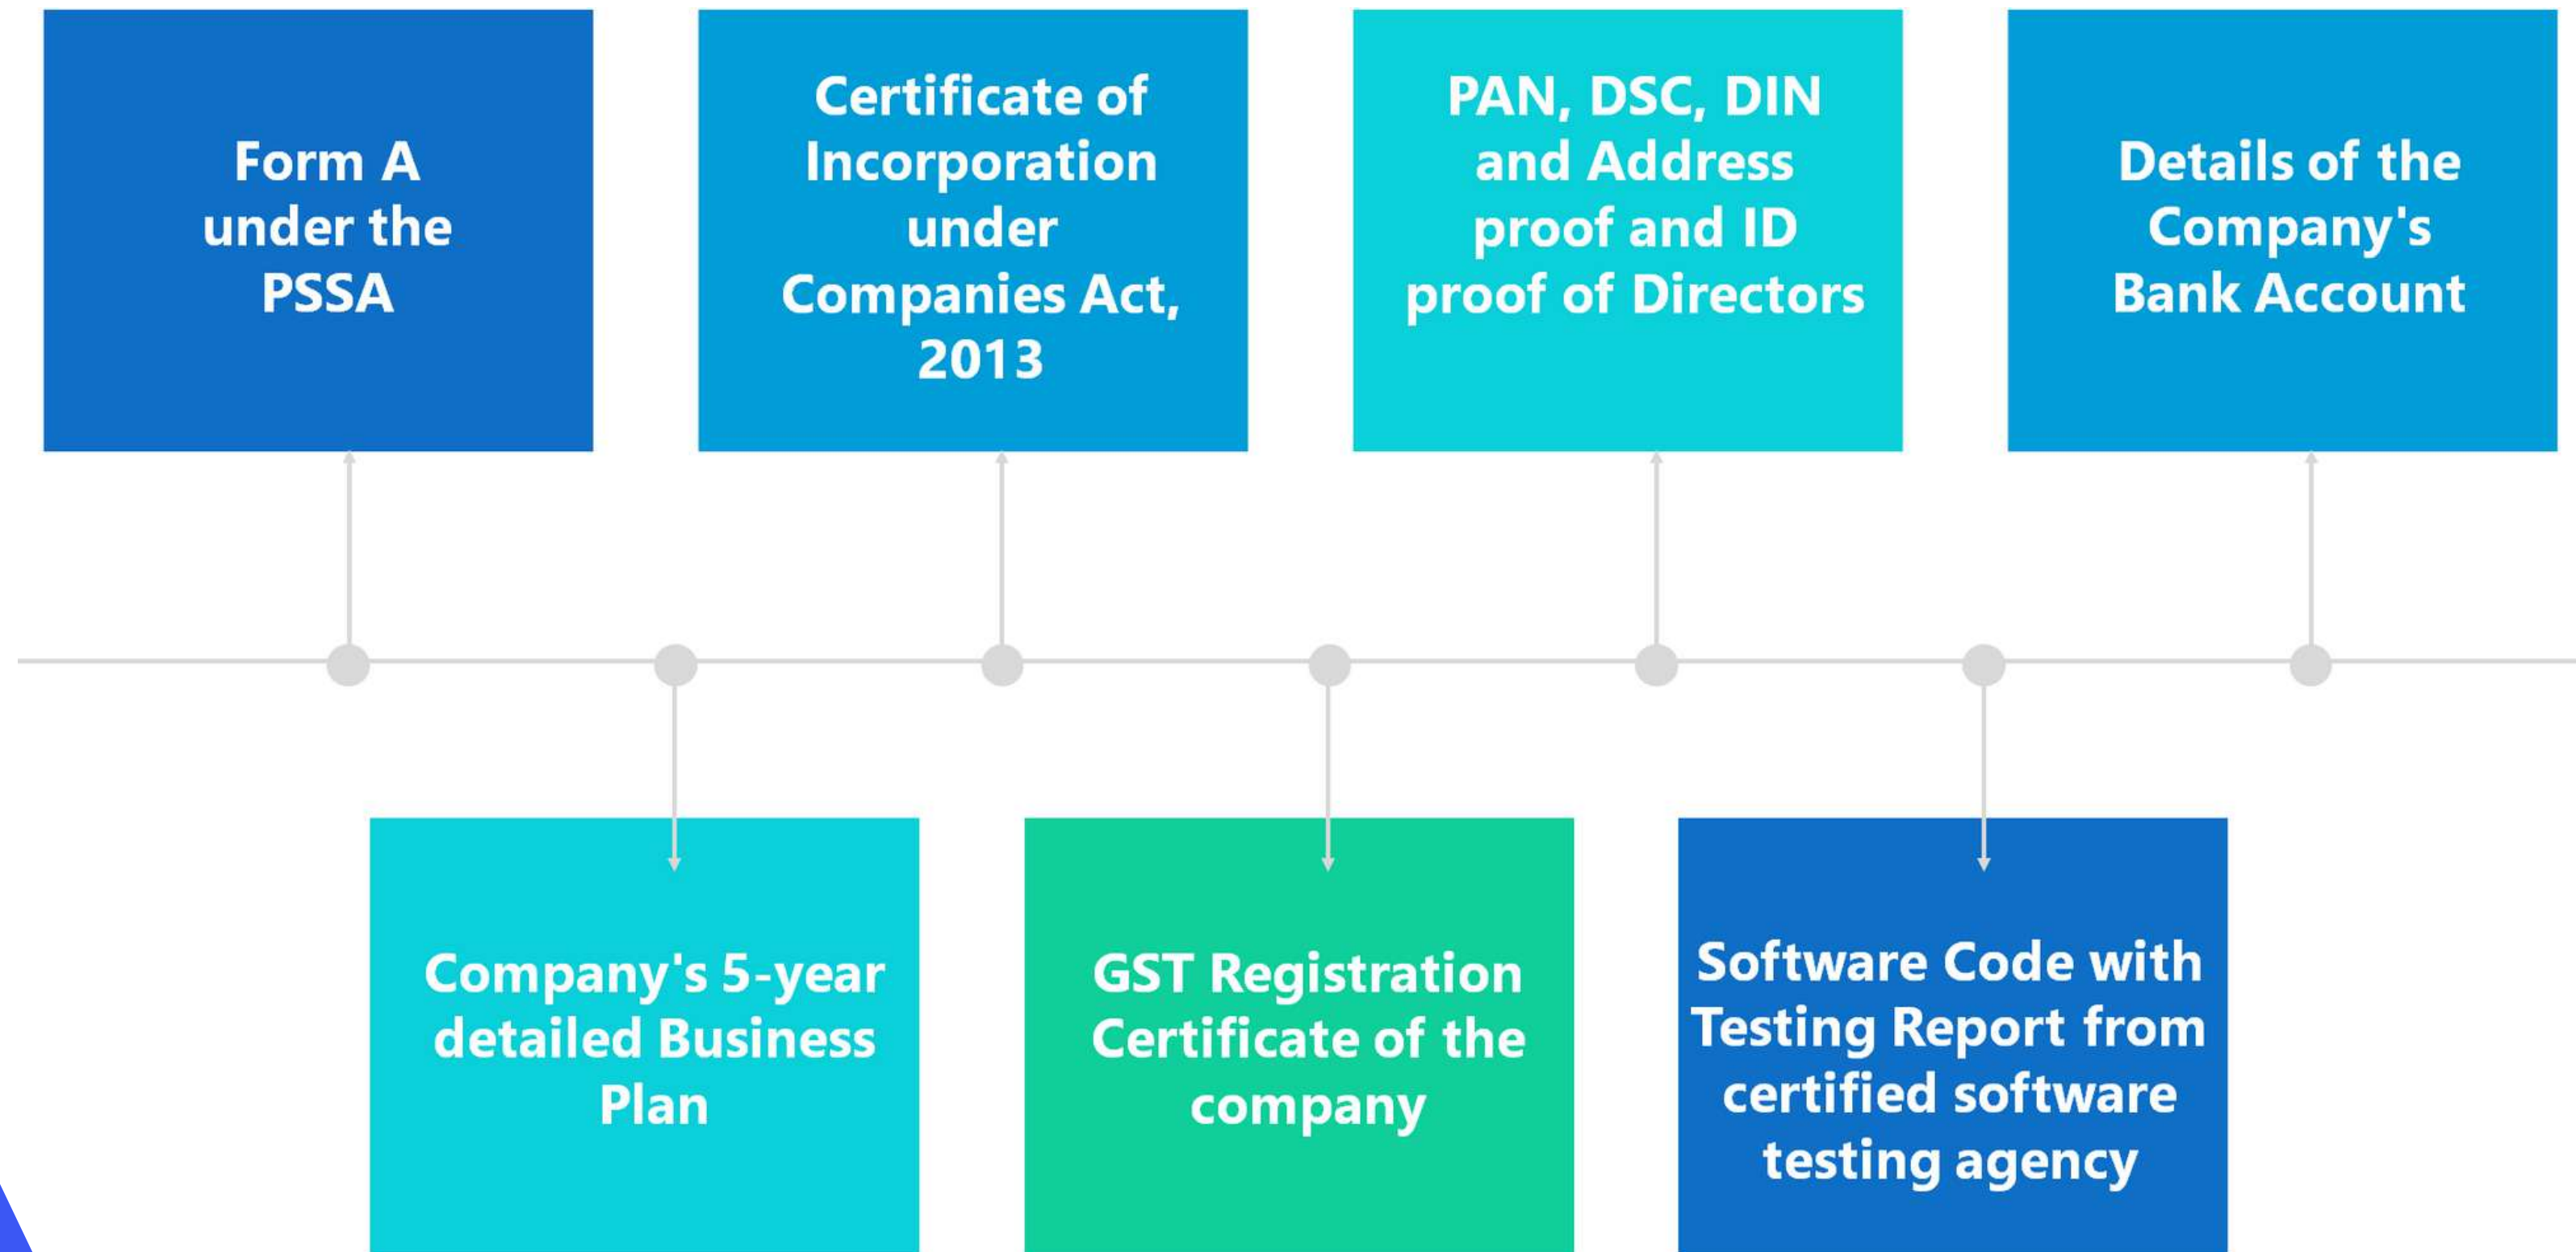 Form A
under the
PSSA
Certificate of
Incorporation
under
Companies Act,
2013
PAN, DSC, DIN
and Address
proof and ID
proof of Directors
Details of the
Company's
Bank Account
Company's 5-year
detailed Business
Plan
GST Registration
Certificate of the
company
Software Code with
Testing Report from
certified software
testing agency